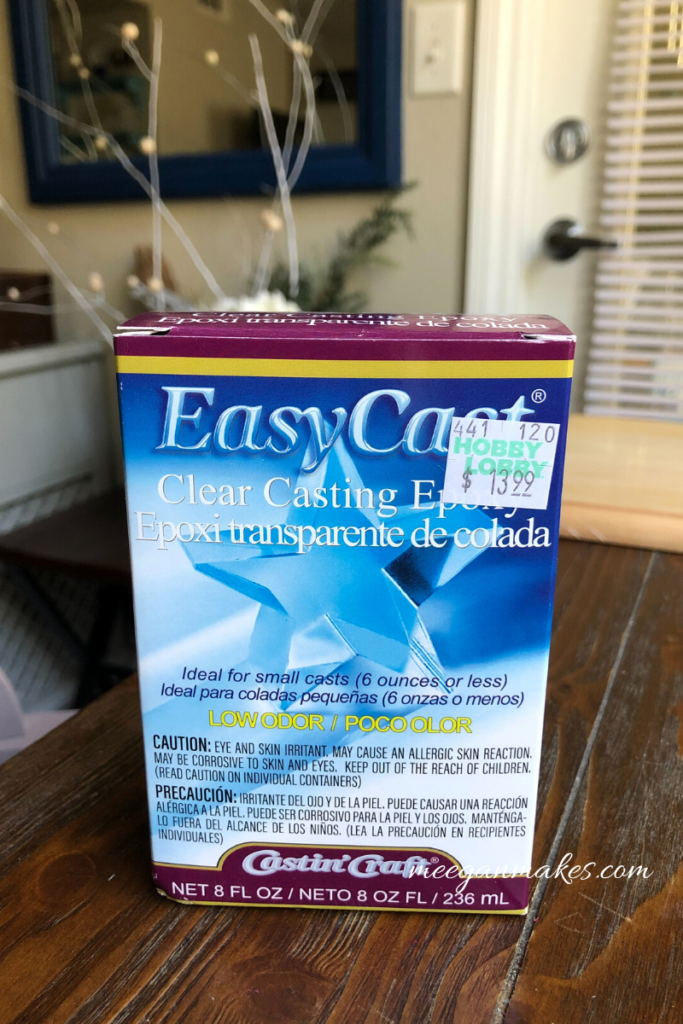 Clear Casting Epoxy
Epoxi transparente de colada
EasyCast®
441 120
HOBBY
LOBBY
$ 13.99
Clear Casting Epoxy
Epoxi transparente de colada
Ideal for small casts (6 ounces or less)
Ideal para coladas pequeñas (6 onzas o menos)
LOW ODOR / POCO OLOR
CAUTION: EYE AND SKIN IRRITANT. MAY CAUSE AN ALLERGIC SKIN REACTION.
MAY BE CORROSIVE TO SKIN AND EYES. KEEP OUT OF THE REACH OF CHILDREN.
(READ CAUTION ON INDIVIDUAL CONTAINERS)
PRECAUCIÓN: IRRITANTE DEL OJO Y DE LA PIEL. PUEDE CAUSAR UNA REACCIÓN
ALÉRGICA A LA PIEL. PUEDE SER CORROSIVO PARA LA PIEL Y LOS OJOS. MANTÉNGA-
LO FUERA DEL ALCANCE DE LOS NIÑOS. (LEA LA PRECAUCIÓN EN RECIPIENTES
INDIVIDUALES)
Castin'Craft®
meeganmakes.com
NET 8 FL OZ / NETO 8 OZ FL / 236 mL